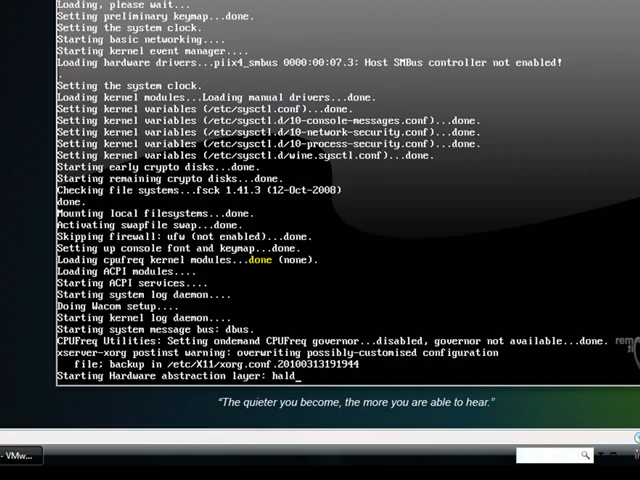 Loading, please wait...
Setting preliminary keymap...done.
Setting the system clock.
Starting basic networking....
Starting kernel event manager....
Loading hardware drivers...piix4_smbus 0000:00:07.3: Host SMBus controller not enabled!
.
Setting the system clock.
Loading kernel modules...Loading manual drivers...done.
Setting kernel variables (/etc/sysctl.conf)...done.
Setting kernel variables (/etc/sysctl.d/10-console-messages.conf)...done.
Setting kernel variables (/etc/sysctl.d/10-network-security.conf)...done.
Setting kernel variables (/etc/sysctl.d/10-process-security.conf)...done.
Setting kernel variables (/etc/sysctl.d/wine.sysctl.conf)...done.
Starting early crypto disks...done.
Starting remaining crypto disks...done.
Checking file systems...fsck 1.41.3 (12-Oct-2008)
done.
Mounting local filesystems...done.
Activating swapfile swap...done.
Skipping firewall: ufw (not enabled)...done.
Setting up console font and keymap...done.
Loading cpufreq kernel modules...done (none).
Loading ACPI modules....
Starting ACPI services....
Starting system log daemon....
Doing Wacom setup....
Starting kernel log daemon....
Starting system message bus: dbus.
CPUFreq Utilities: Setting ondemand CPUFreq governor...disabled, governor not available...done.
xserver-xorg postinst warning: overwriting possibly-customised configuration
file; backup in /etc/X11/xorg.conf.20100313191944
Starting Hardware abstraction layer: hald_
“The quieter you become, the more you are able to hear.”
- VMw...